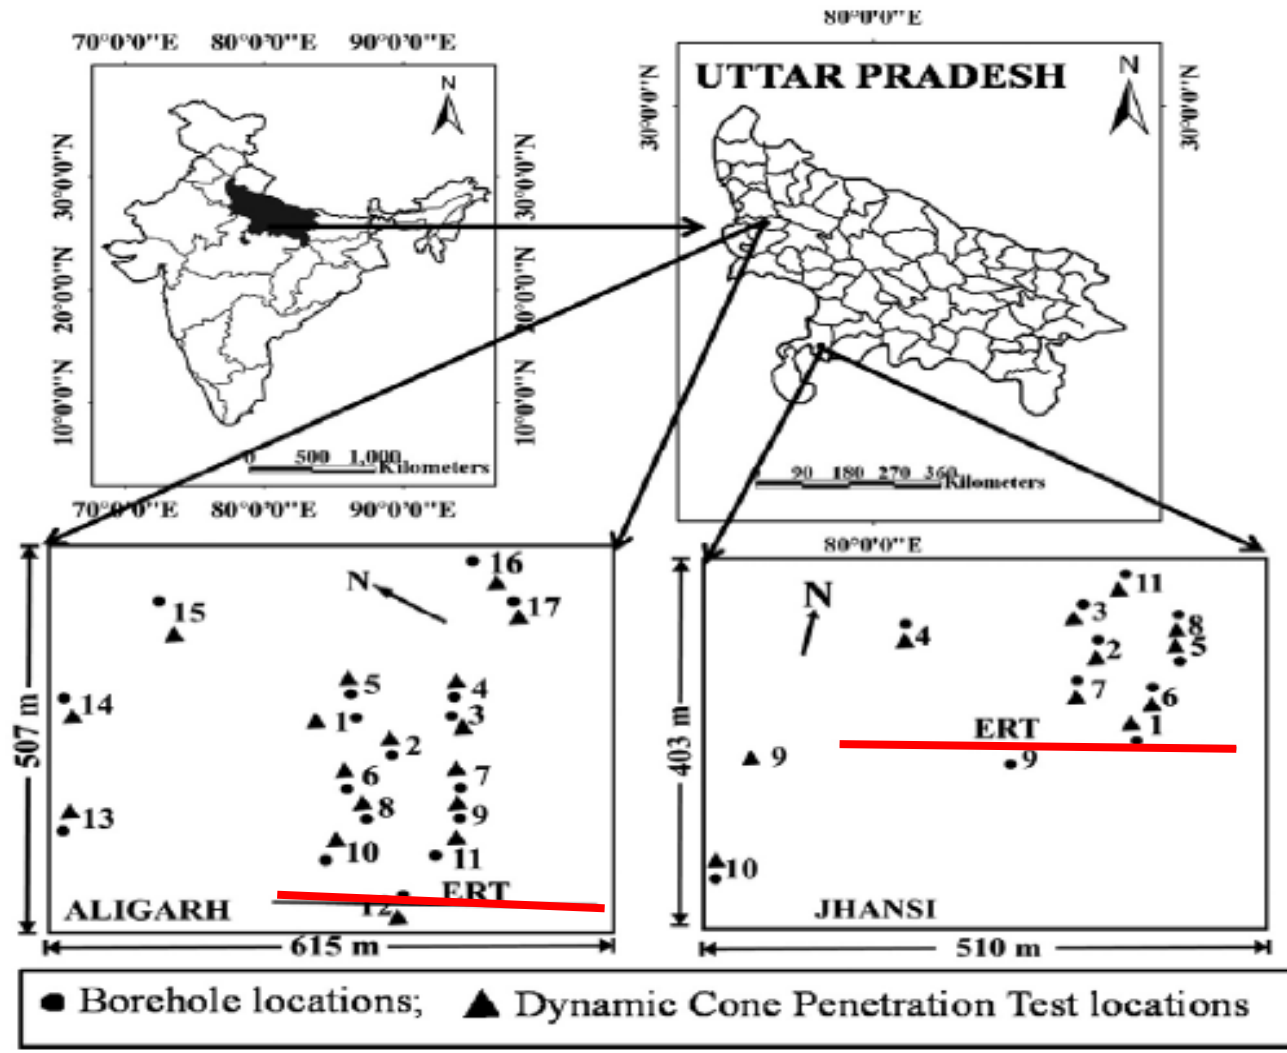 80°0'0"E
70°0'0"E 80°0'0"E 90°0'0"E
N
30°0'0"N
20°0'0"N
10°0'0"N
30°0'0"N
20°0'0"N
10°0'0"N
0 500 1,000
Kilometers
70°0'0"E 80°0'0"E 90°0'0"E
UTTAR PRADESH
N
30°0'0"N
30°0'0"N
90 180 270 360
Kilometers
80°0'0"E
507 m
N
16
17
15
14
13
5
4
1
3
2
6
7
8
9
10
11
ERT
12
ALIGARH
615 m
403 m
N
11
3
8
4
2
5
7
6
1
ERT
9
9
10
JHANSI
510 m
Borehole locations; Dynamic Cone Penetration Test locations